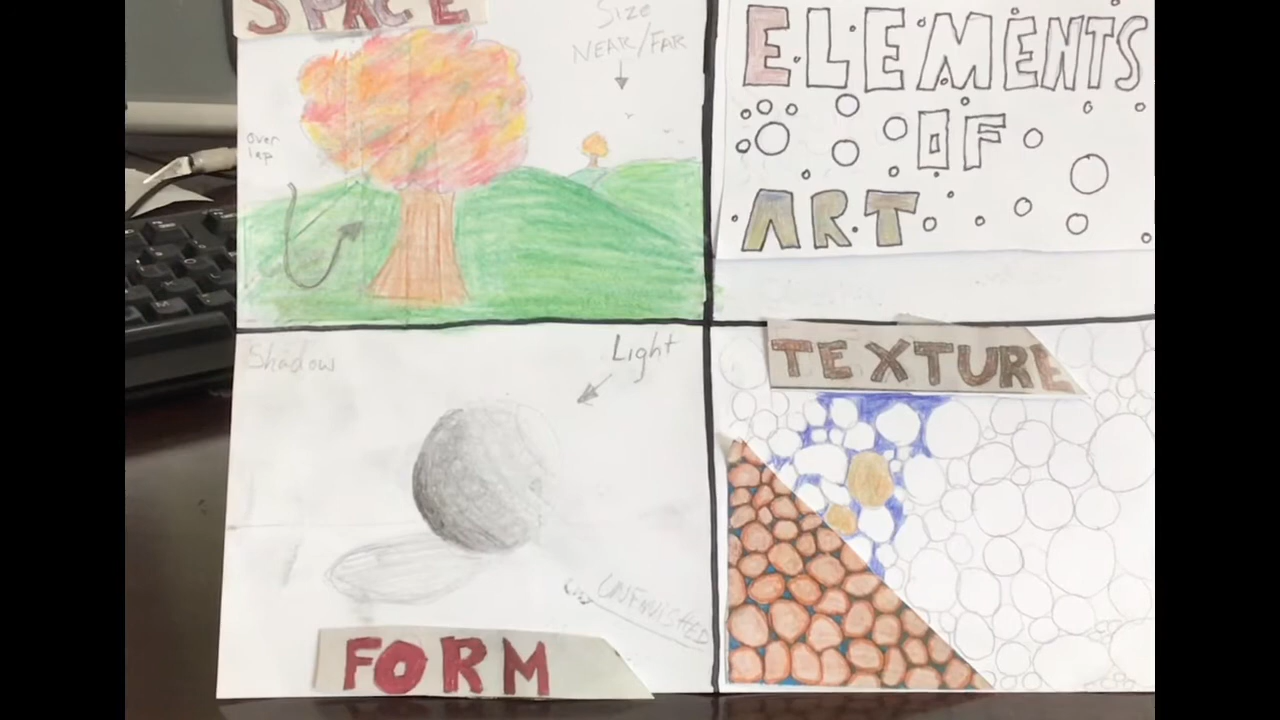 SPACE
Size
NEAR/FAR
over
lap
ELEMENTS
OF
ART
Shadow
Light
TEXTURE
UNFINISHED
FORM